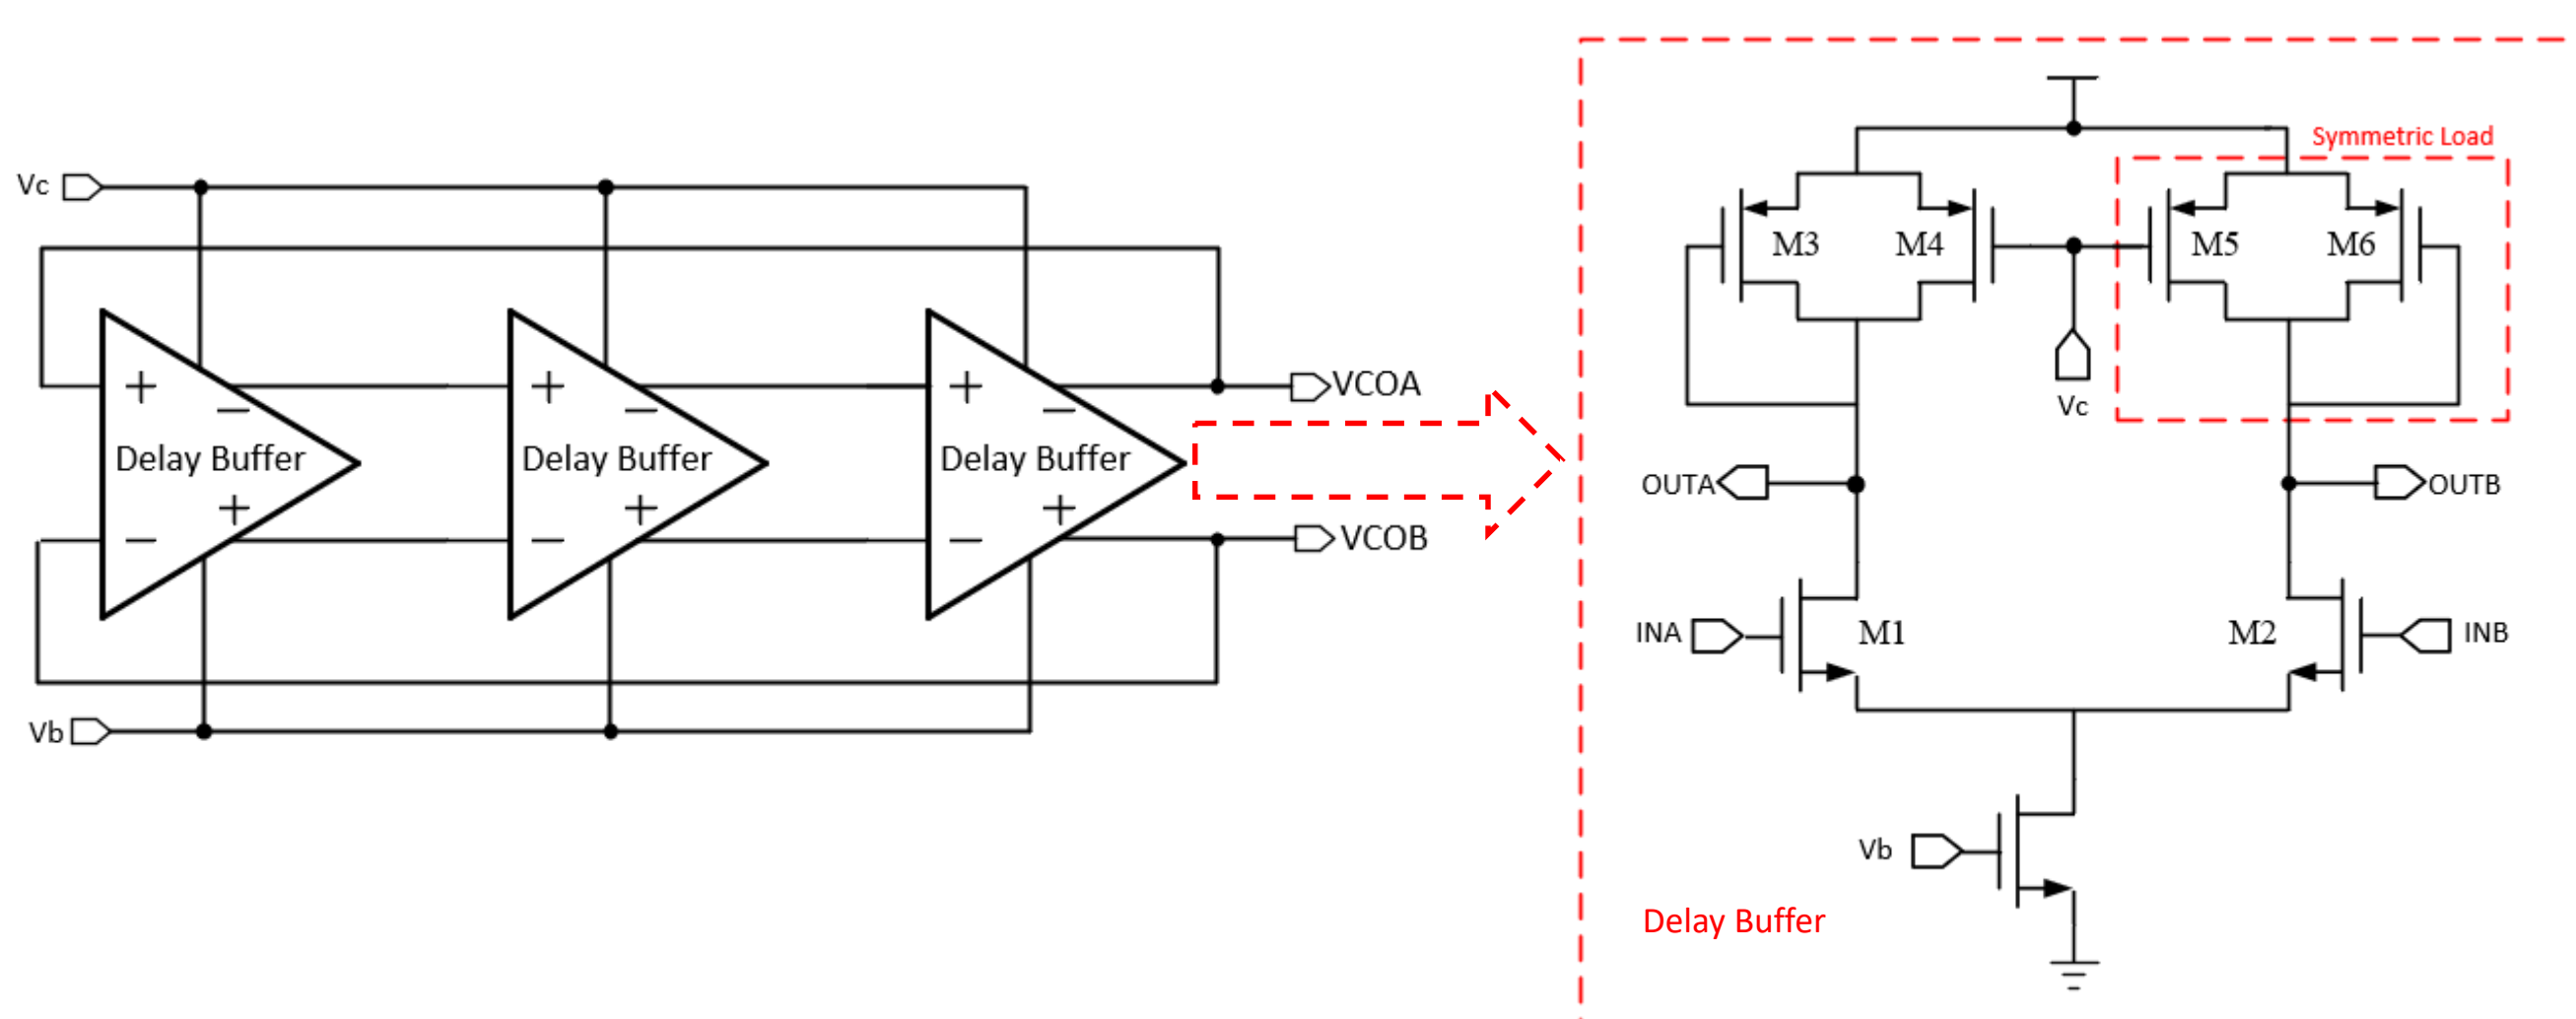 Vc
+
−
+
−
+
−
Delay Buffer
Delay Buffer
Delay Buffer
VCOA
+
−
+
−
+
−
VCOB
Vb
Symmetric Load
M3
M4
M5
M6
Vc
OUTA
OUTB
INA
M1
M2
INB
Vb
Delay Buffer